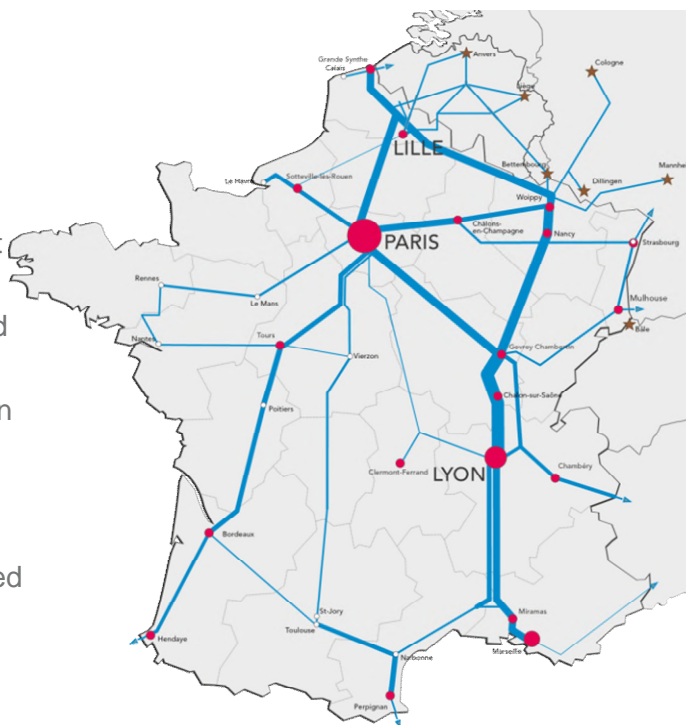 Grande Synthe
Calais
Anvers
Cologne
Liège
LILLE
Bettembourg
Dillingen
Mannhei
Le Havre
Sotteville-lès-Rouen
Woippy
PARIS
Châlons-
en-Champagne
Nancy
Strasbourg
Rennes
Le Mans
Mulhouse
d
Nantes
Tours
Vierzon
Gevrey Chambertin
Bâle
Chalon-sur-Saône
Poitiers
n
Clermont-Ferrand
LYON
Chambéry
Bordeaux
ed
St-Jory
Toulouse
Miramas
Hendaye
Narbonne
Marseille
Perpignan